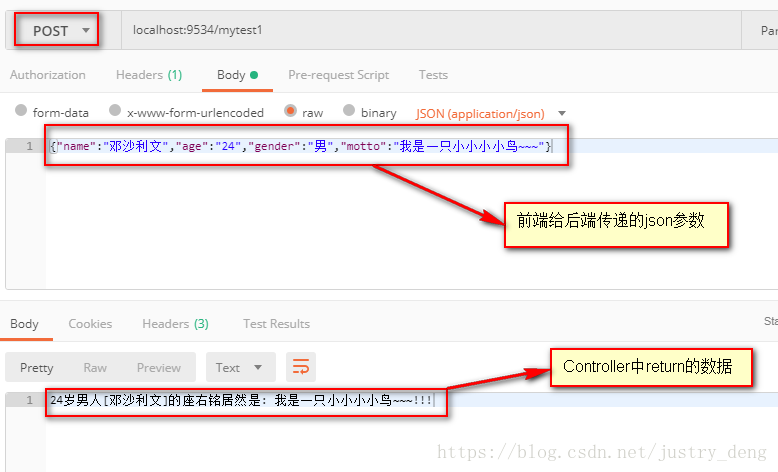 POST localhost:9534/mytest1 Par
Authorization Headers (1) Body Pre-request Script Tests
form-data x-www-form-urlencoded raw binary JSON (application/json)
1 {"name":"邓沙利文","age":"24","gender":"男","motto":"我是一只小小小小鸟~~~"}
前端给后端传递的json参数
Body Cookies Headers (3) Test Results Sta
Pretty Raw Preview Text
Controller中return的数据
1 24岁男人[邓沙利文]的座右铭居然是: 我是一只小小小小鸟~~~!!!
https://blog.csdn.net/justry_deng